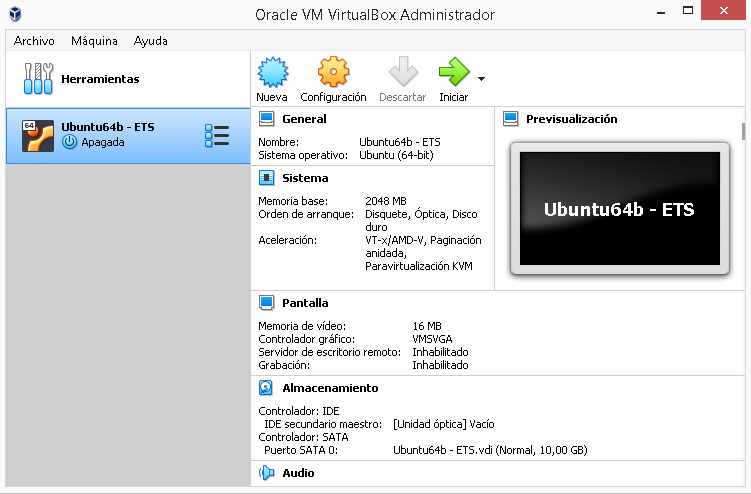 Oracle VM VirtualBox Administrador
Archivo Máquina Ayuda
Herramientas
64
Ubuntu64b - ETS
Apagada
Nueva Configuración Descartar Iniciar
General
Nombre: Ubuntu64b - ETS
Sistema operativo: Ubuntu (64-bit)
Previsualización
Ubuntu64b - ETS
Sistema
Memoria base: 2048 MB
Orden de arranque: Disquete, Óptica, Disco
duro
Aceleración: VT-x/AMD-V, Paginación
anidada,
Paravirtualización KVM
Pantalla
Memoria de vídeo: 16 MB
Controlador gráfico: VMSVGA
Servidor de escritorio remoto: Inhabilitado
Grabación: Inhabilitado
Almacenamiento
Controlador: IDE
IDE secundario maestro: [Unidad óptica] Vacío
Controlador: SATA
Puerto SATA 0: Ubuntu64b - ETS.vdi (Normal, 10,00 GB)
Audio